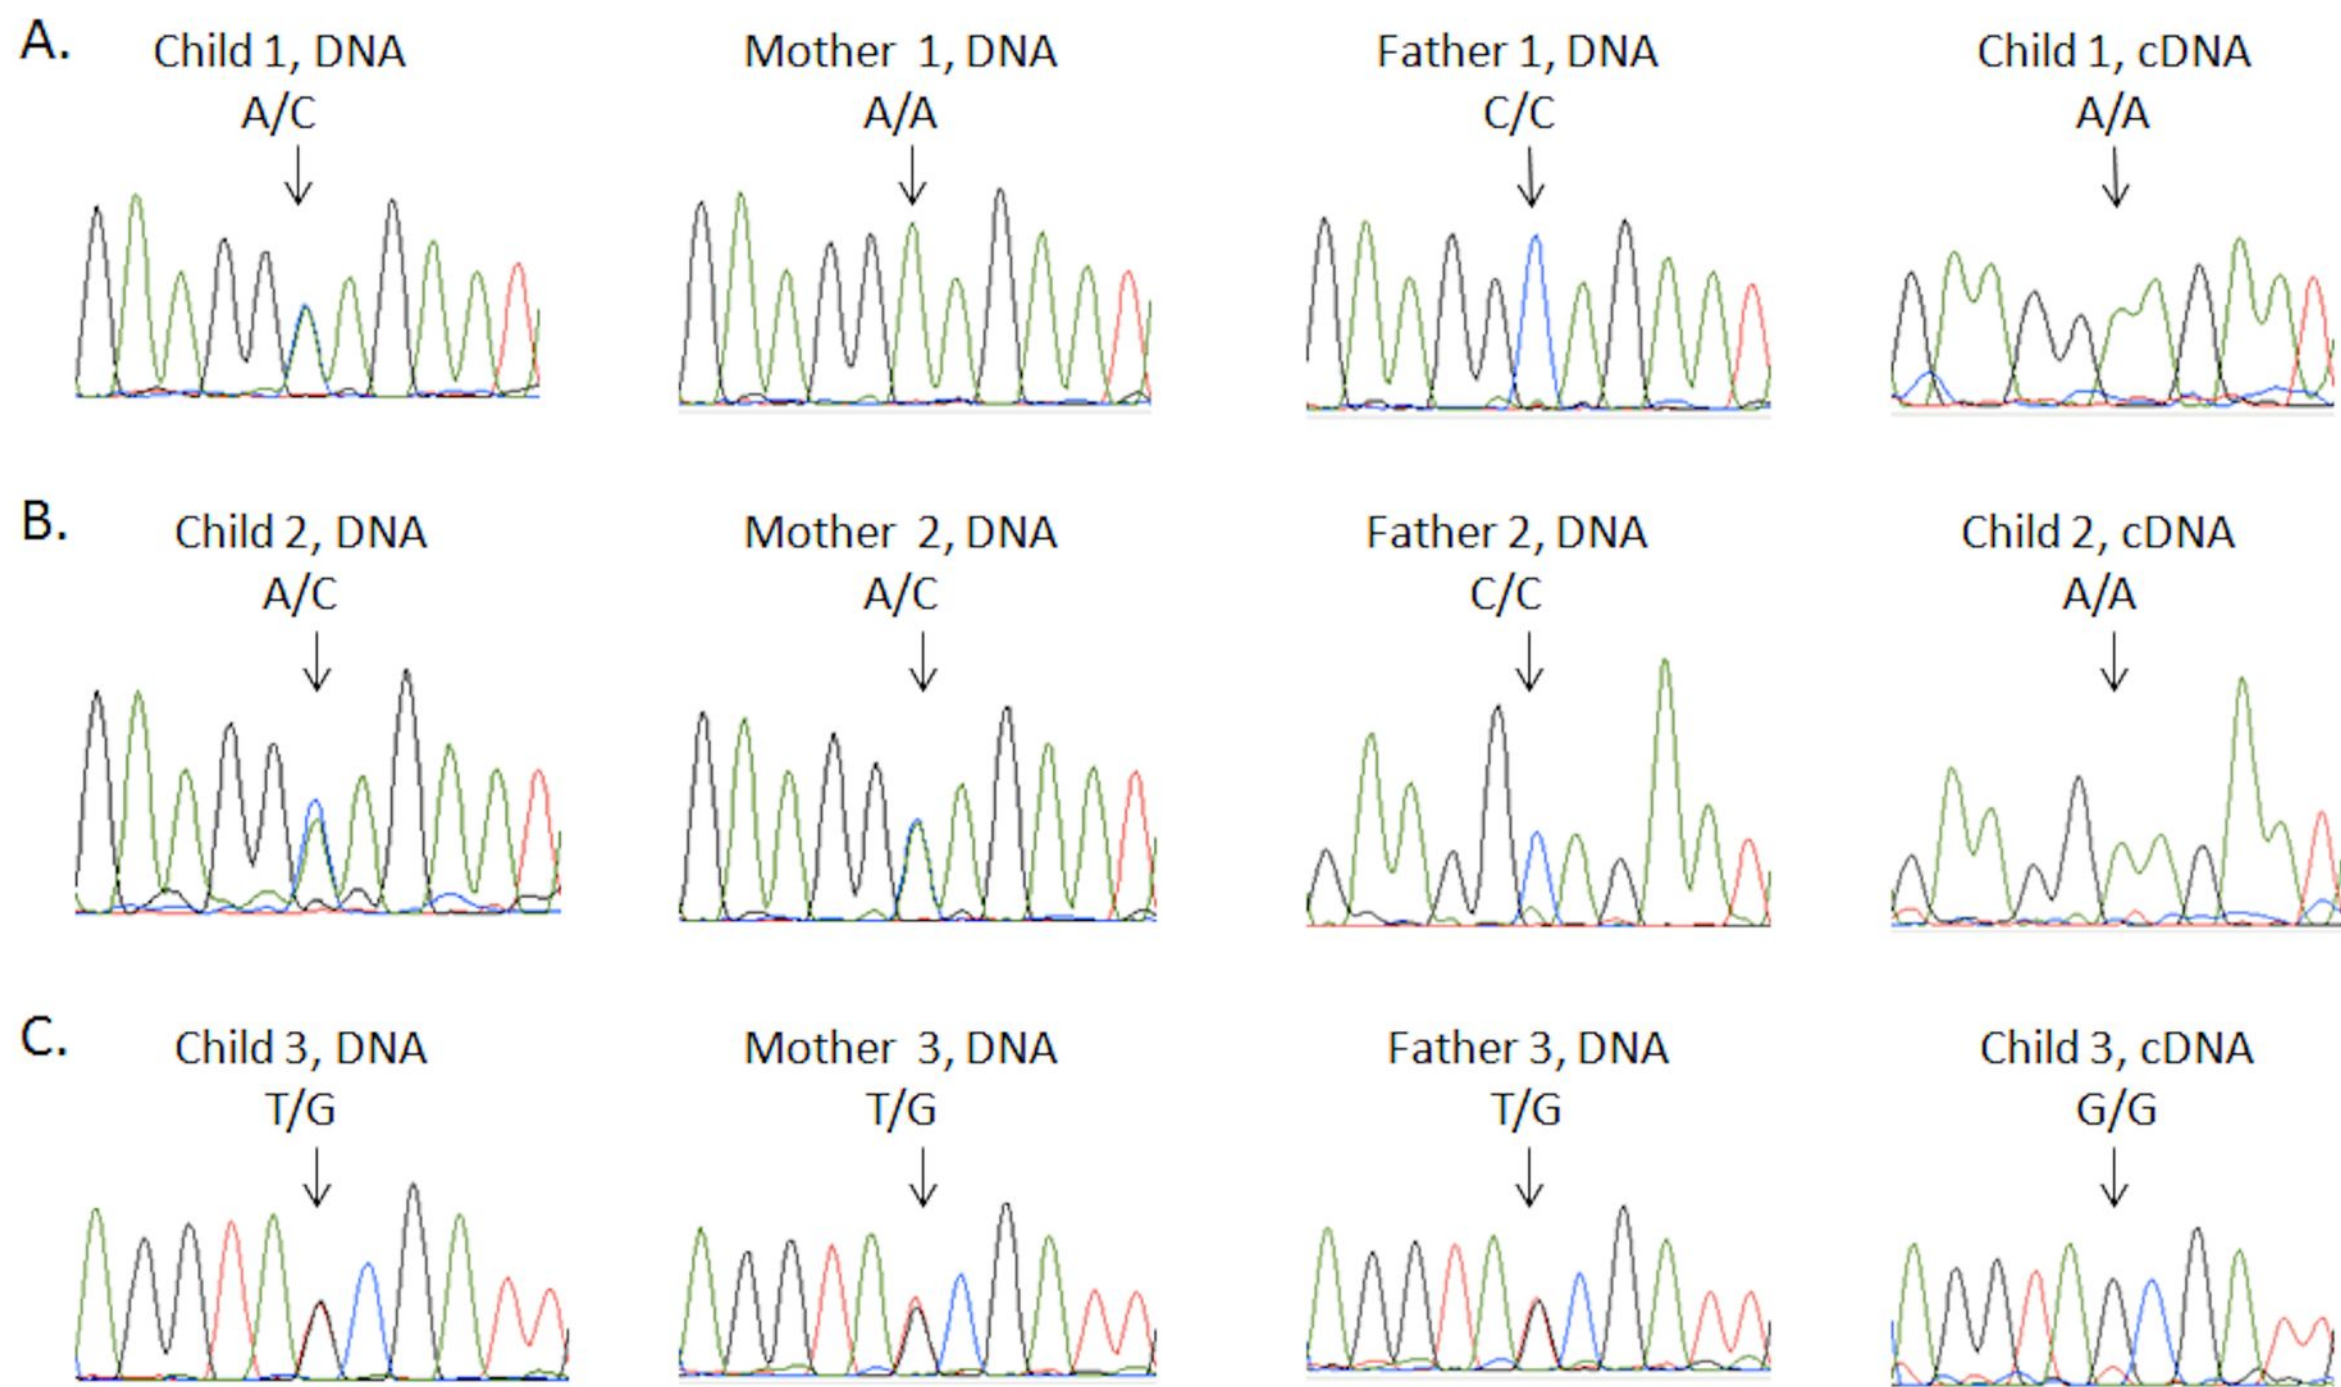 A.
Child 1, DNA
A/C
Mother 1, DNA
A/A
Father 1, DNA
C/C
Child 1, cDNA
A/A
B.
Child 2, DNA
A/C
Mother 2, DNA
A/C
Father 2, DNA
C/C
Child 2, cDNA
A/A
C.
Child 3, DNA
T/G
Mother 3, DNA
T/G
Father 3, DNA
T/G
Child 3, cDNA
G/G